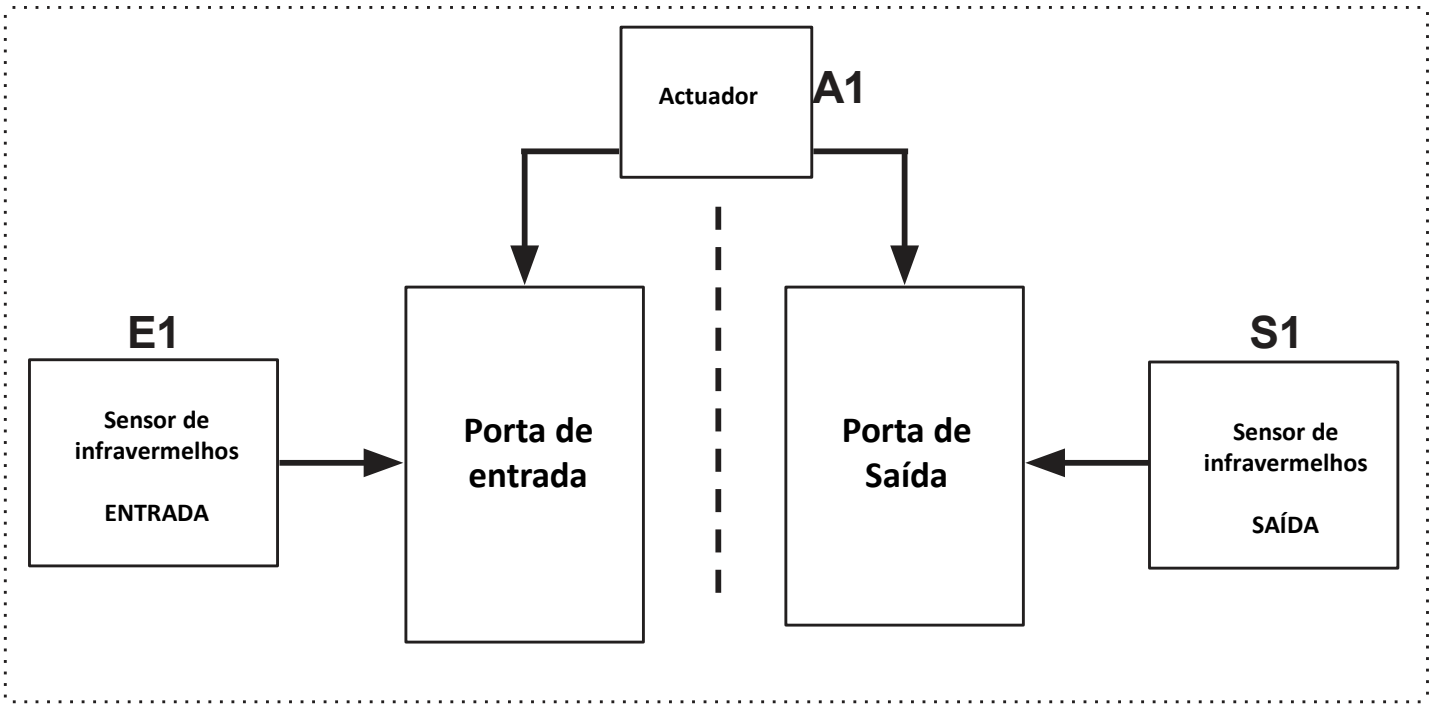 Actuador
A1
E1
Sensor de
infravermelhos
ENTRADA
Porta de
entrada
Porta de
Saída
S1
Sensor de
infravermelhos
SAÍDA